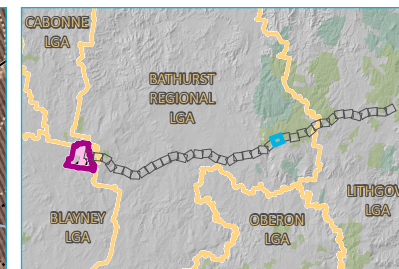 CABONNE
LGA
BATHURST
REGIONAL
LGA
BLAYNEY
LGA
OBERON
LGA
LITHGOW
LGA